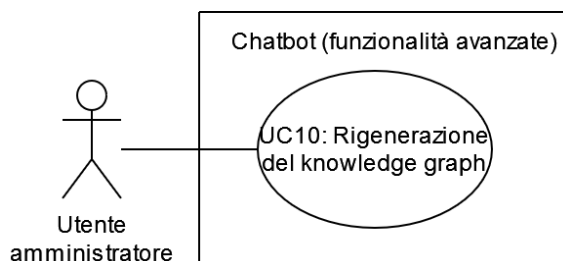 Chatbot (funzionalità avanzate)
UC10: Rigenerazione
del knowledge graph
Utente
amministratore